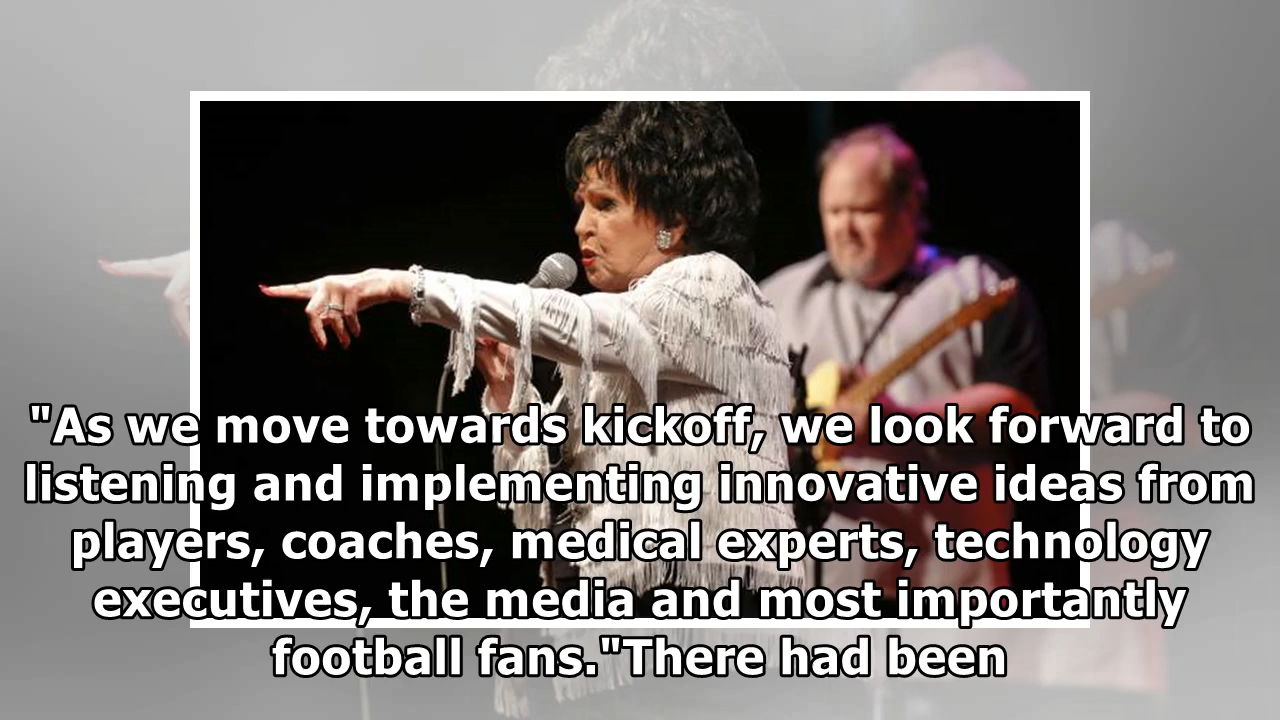 "As we move towards kickoff, we look forward to
listening and implementing innovative ideas from
players, coaches, medical experts, technology
executives, the media and most importantly
football fans."There had been